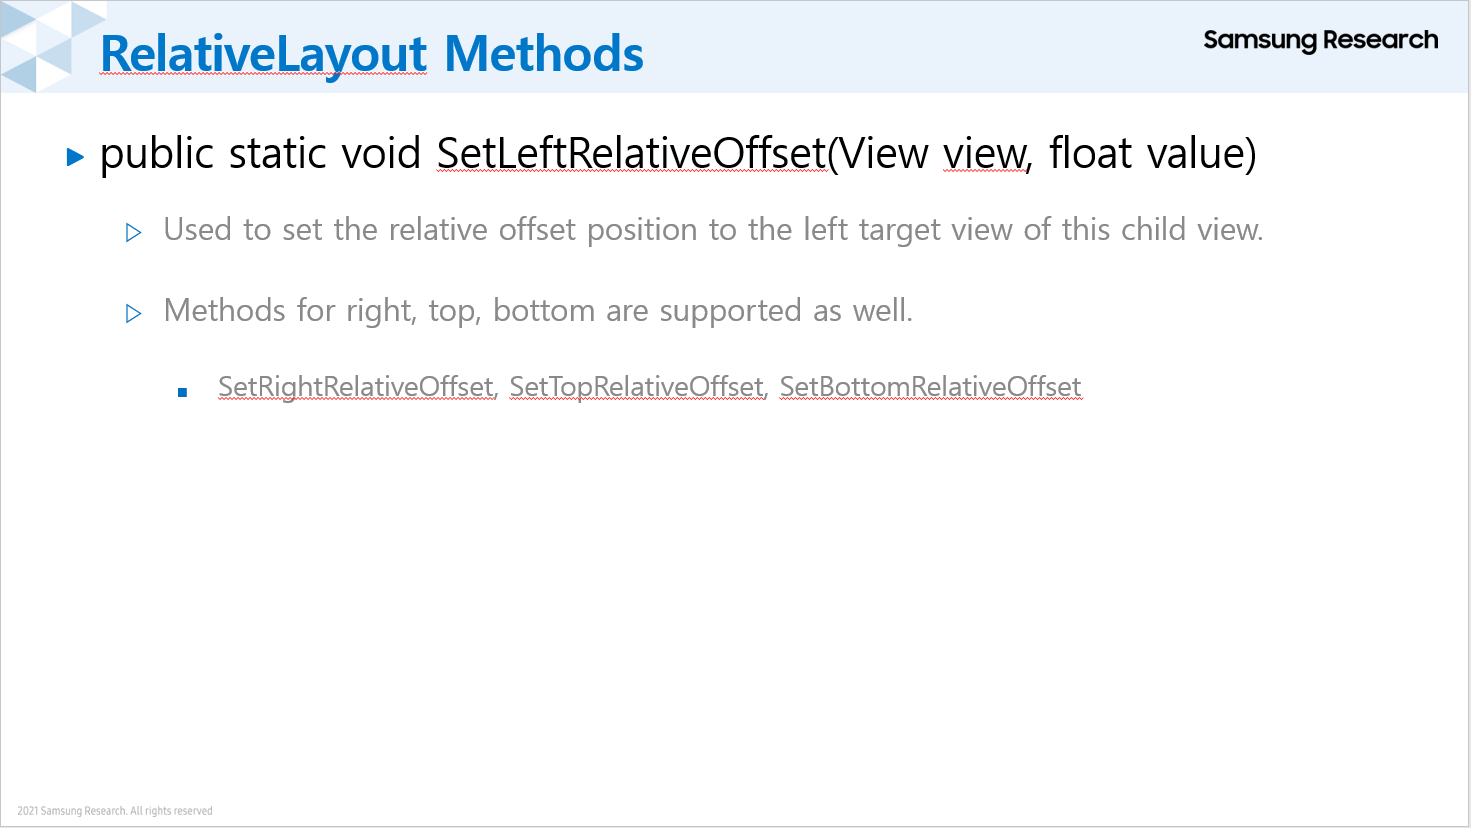 RelativeLayout Methods
Samsung Research
public static void SetLeftRelativeOffset(View view, float value)
Used to set the relative offset position to the left target view of this child view.
Methods for right, top, bottom are supported as well.
SetRightRelativeOffset, SetTopRelativeOffset, SetBottomRelativeOffset
2021 Samsung Research. All rights reserved